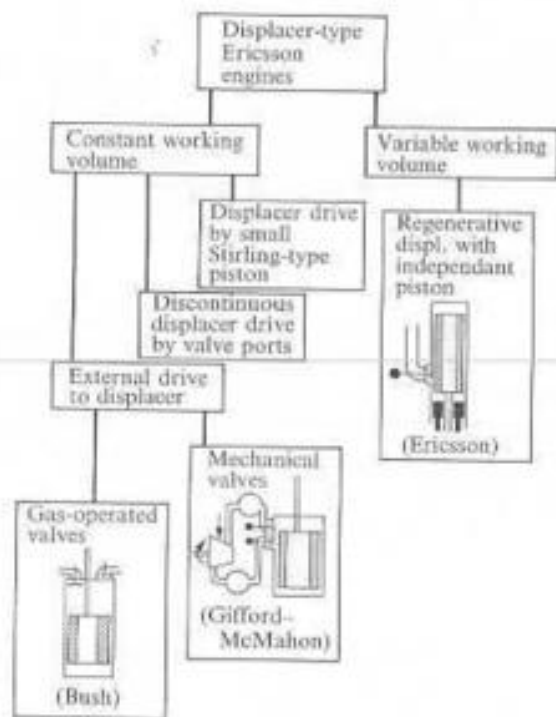 Displacer-type
Ericsson
engines
Constant working
volume
Variable working
volume
Displacer drive
by small
Stirling-type
piston
Regenerative
displ. with
independant
piston
(Ericsson)
Discontinuous
displacer drive
by valve ports
External drive
to displacer
Mechanical
valves
(Gifford–
McMahon)
Gas-operated
valves
(Bush)